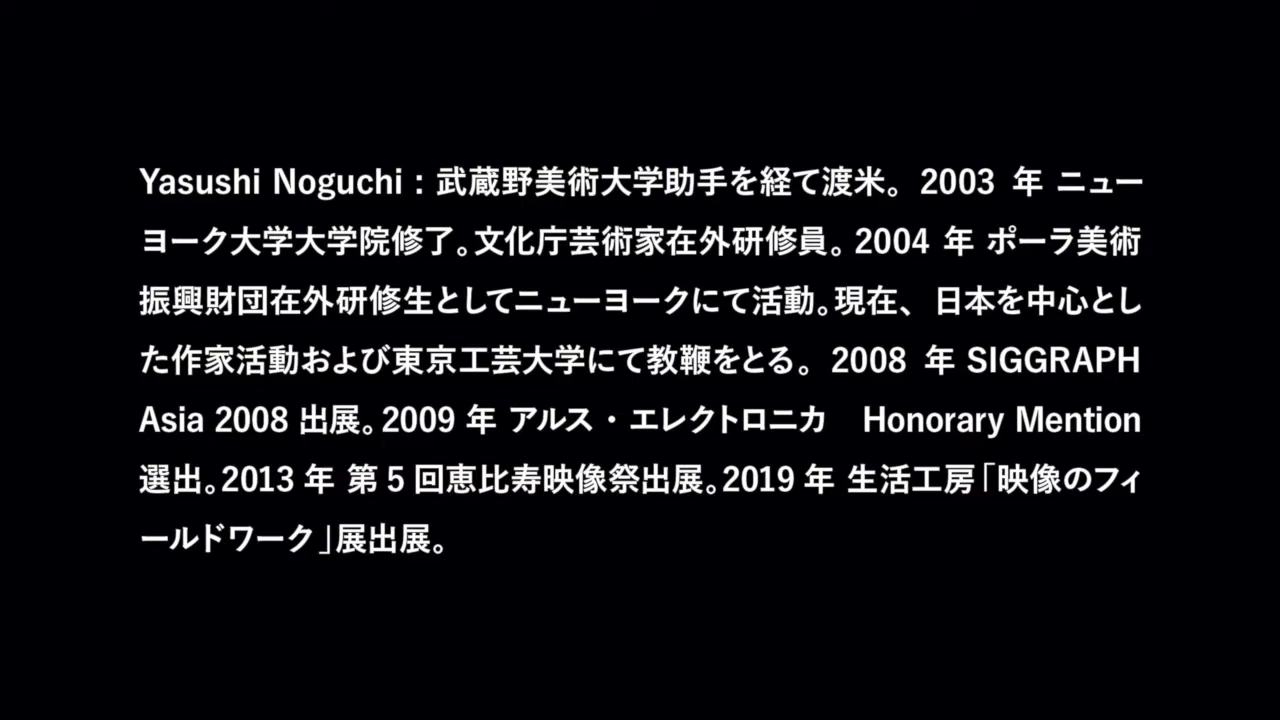 Yasushi Noguchi : 武蔵野美術大学助手を経て渡米。2003 年 ニュー
ヨーク大学大学院修了。文化庁芸術家在外研修員。2004 年 ポーラ美術
振興財団在外研修生としてニューヨークにて活動。現在、日本を中心とし
た作家活動および東京工芸大学にて教鞭をとる。2008 年 SIGGRAPH
Asia 2008 出展。2009 年 アルス・エレクトロニカ　Honorary Mention
選出。2013 年 第 5 回恵比寿映像祭出展。2019 年 生活工房「映像のフィ
ールドワーク」展出展。